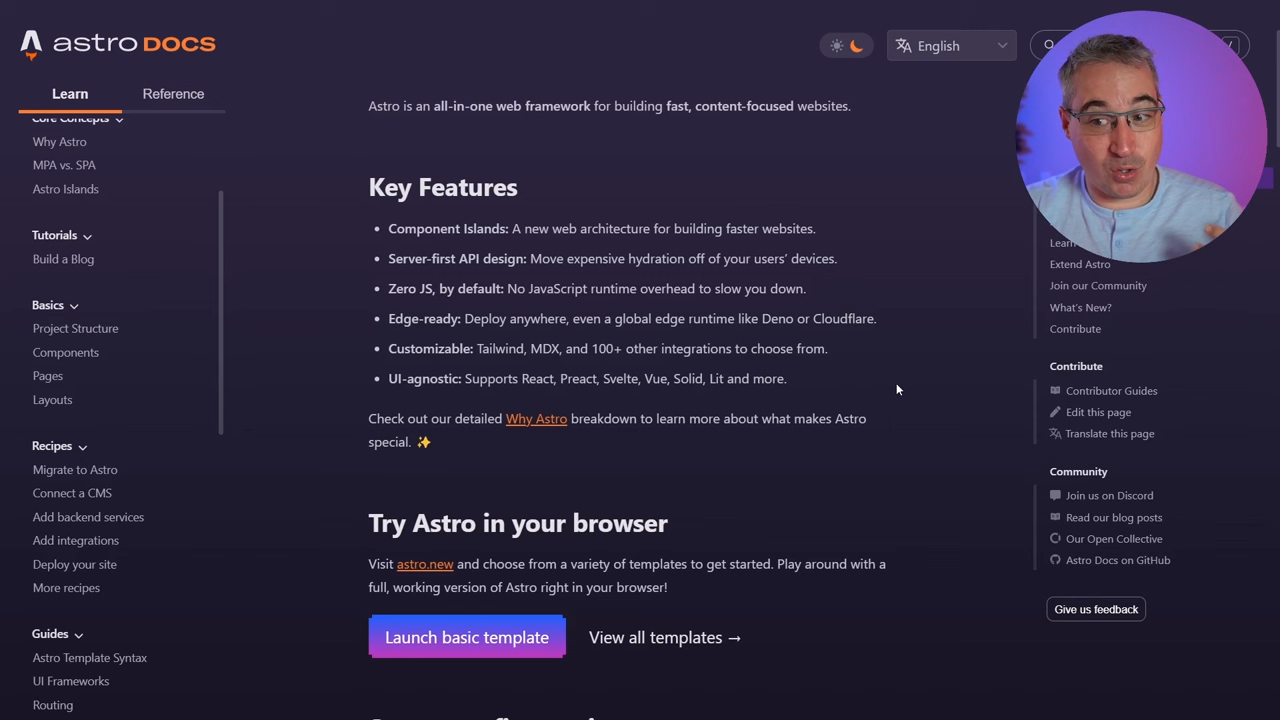 astro DOCS
English
Learn
Reference
Core Concepts
Why Astro
MPA vs. SPA
Astro Islands
Tutorials
Build a Blog
Basics
Project Structure
Components
Pages
Layouts
Recipes
Migrate to Astro
Connect a CMS
Add backend services
Add integrations
Deploy your site
More recipes
Guides
Astro Template Syntax
UI Frameworks
Routing
Astro is an all-in-one web framework for building fast, content-focused websites.
Key Features
• Component Islands: A new web architecture for building faster websites.
• Server-first API design: Move expensive hydration off of your users’ devices.
• Zero JS, by default: No JavaScript runtime overhead to slow you down.
• Edge-ready: Deploy anywhere, even a global edge runtime like Deno or Cloudflare.
• Customizable: Tailwind, MDX, and 100+ other integrations to choose from.
• UI-agnostic: Supports React, Preact, Svelte, Vue, Solid, Lit and more.
Check out our detailed Why Astro breakdown to learn more about what makes Astro
special. ✨
Try Astro in your browser
Visit astro.new and choose from a variety of templates to get started. Play around with a
full, working version of Astro right in your browser!
Launch basic template
View all templates →
Learn
Extend Astro
Join our Community
What's New?
Contribute
Contribute
Contributor Guides
Edit this page
Translate this page
Community
Join us on Discord
Read our blog posts
Our Open Collective
Astro Docs on GitHub
Give us feedback